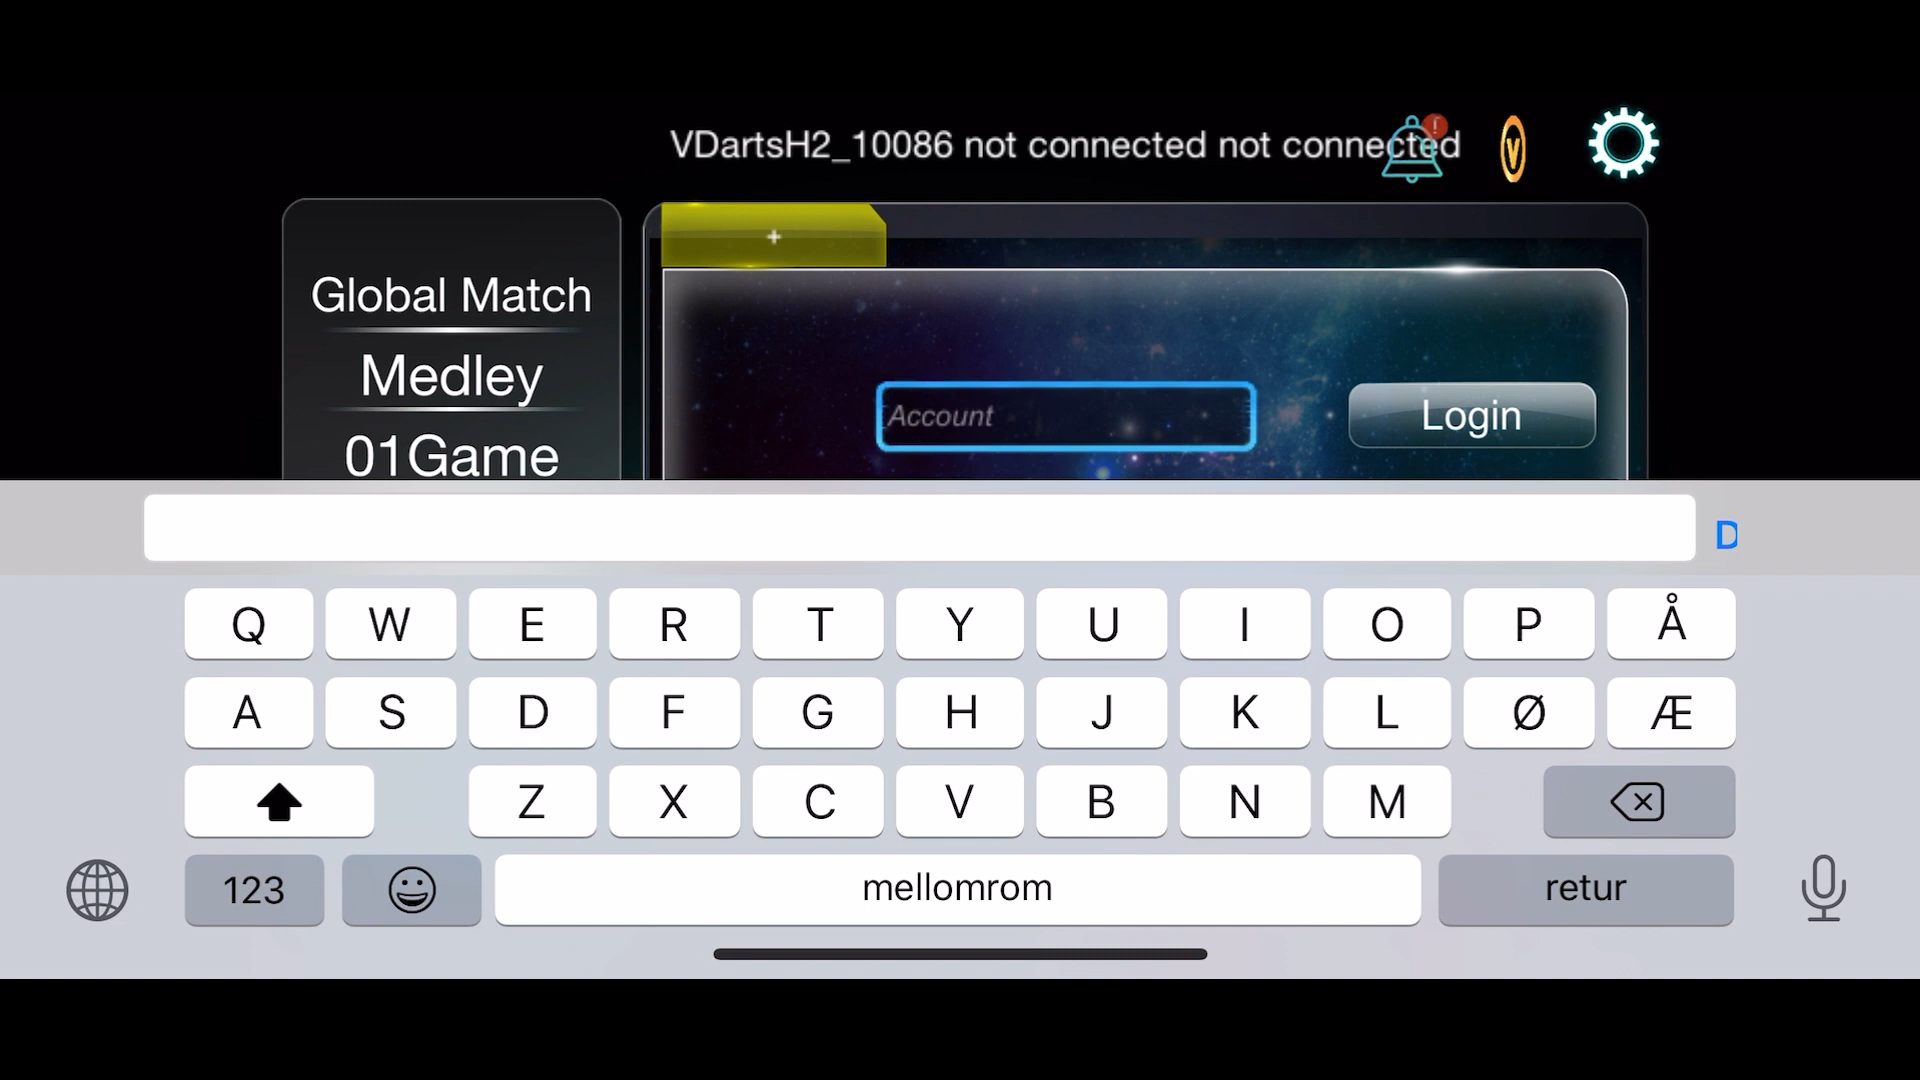 VDartsH2_10086 not connected not connected
+
Global Match
Medley
01Game
Account
Login
D
Q W E R T Y U I O P Å
A S D F G H J K L Ø Æ
Z X C V B N M
123 mellomrom retur